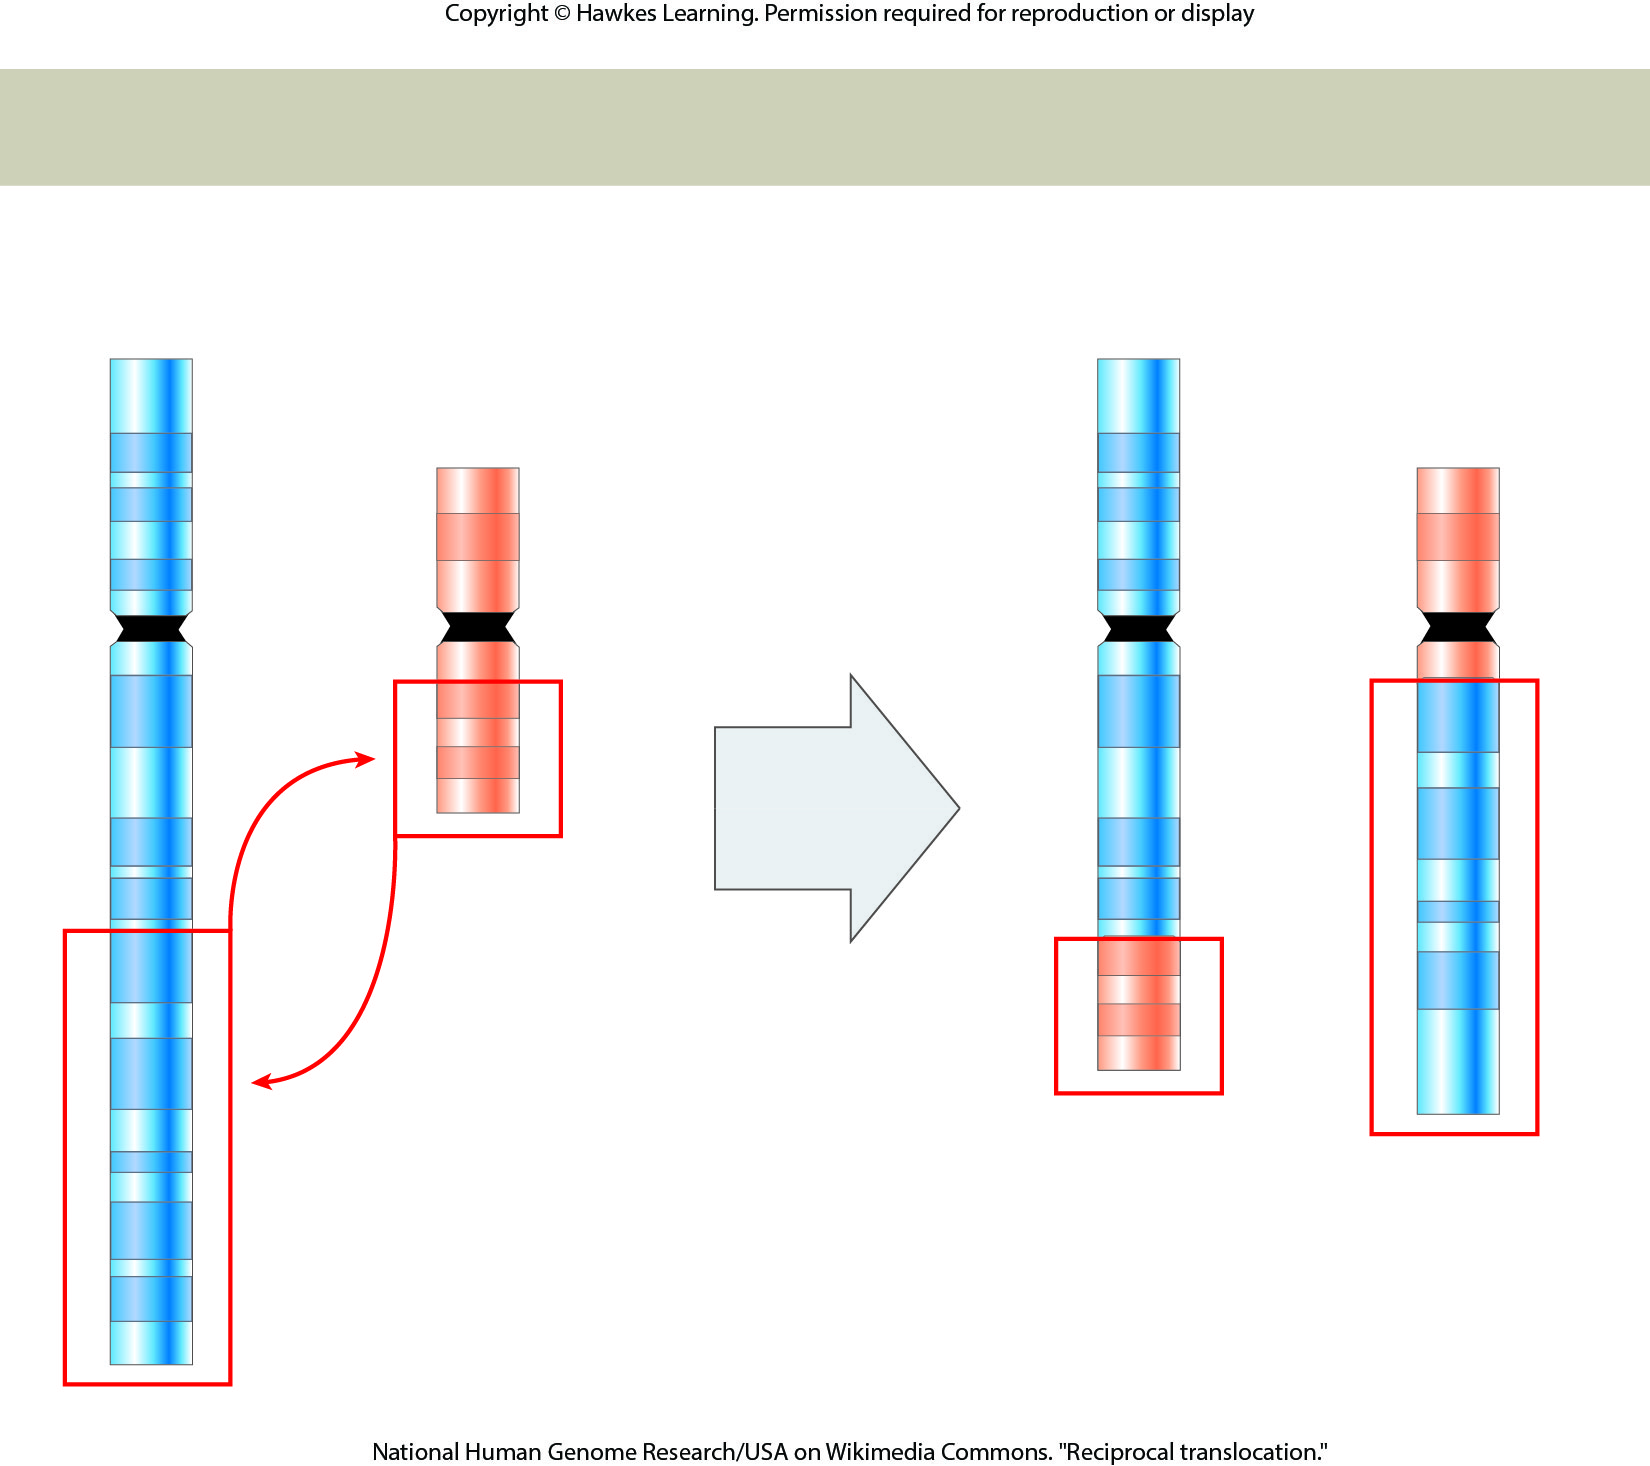 Copyright © Hawkes Learning. Permission required for reproduction or display
National Human Genome Research/USA on Wikimedia Commons. "Reciprocal translocation."